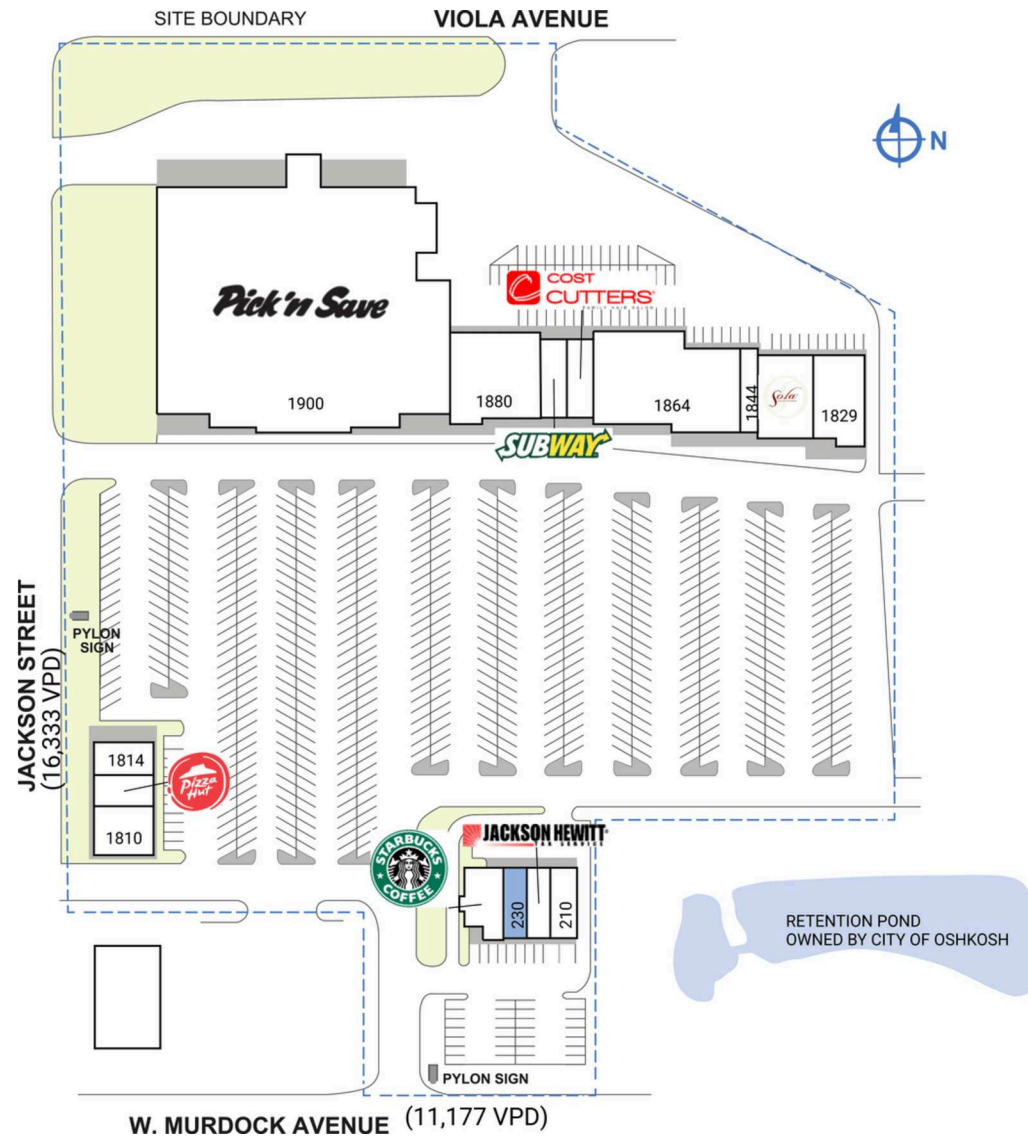 SITE BOUNDARY
VIOLA AVENUE
N
COST
CUTTERS
FAMILY HAIR SALON
Pick 'n Save
1900
1880
1864
1844
Sola
1829
SUBWAY
JACKSON STREET
(16,333 VPD)
PYLON
SIGN
1814
Pizza
Hut
1810
STARBUCKS
COFFEE
JACKSON HEWITT
TAX SERVICE
230
210
RETENTION POND
OWNED BY CITY OF OSHKOSH
PYLON SIGN
W. MURDOCK AVENUE
(11,177 VPD)